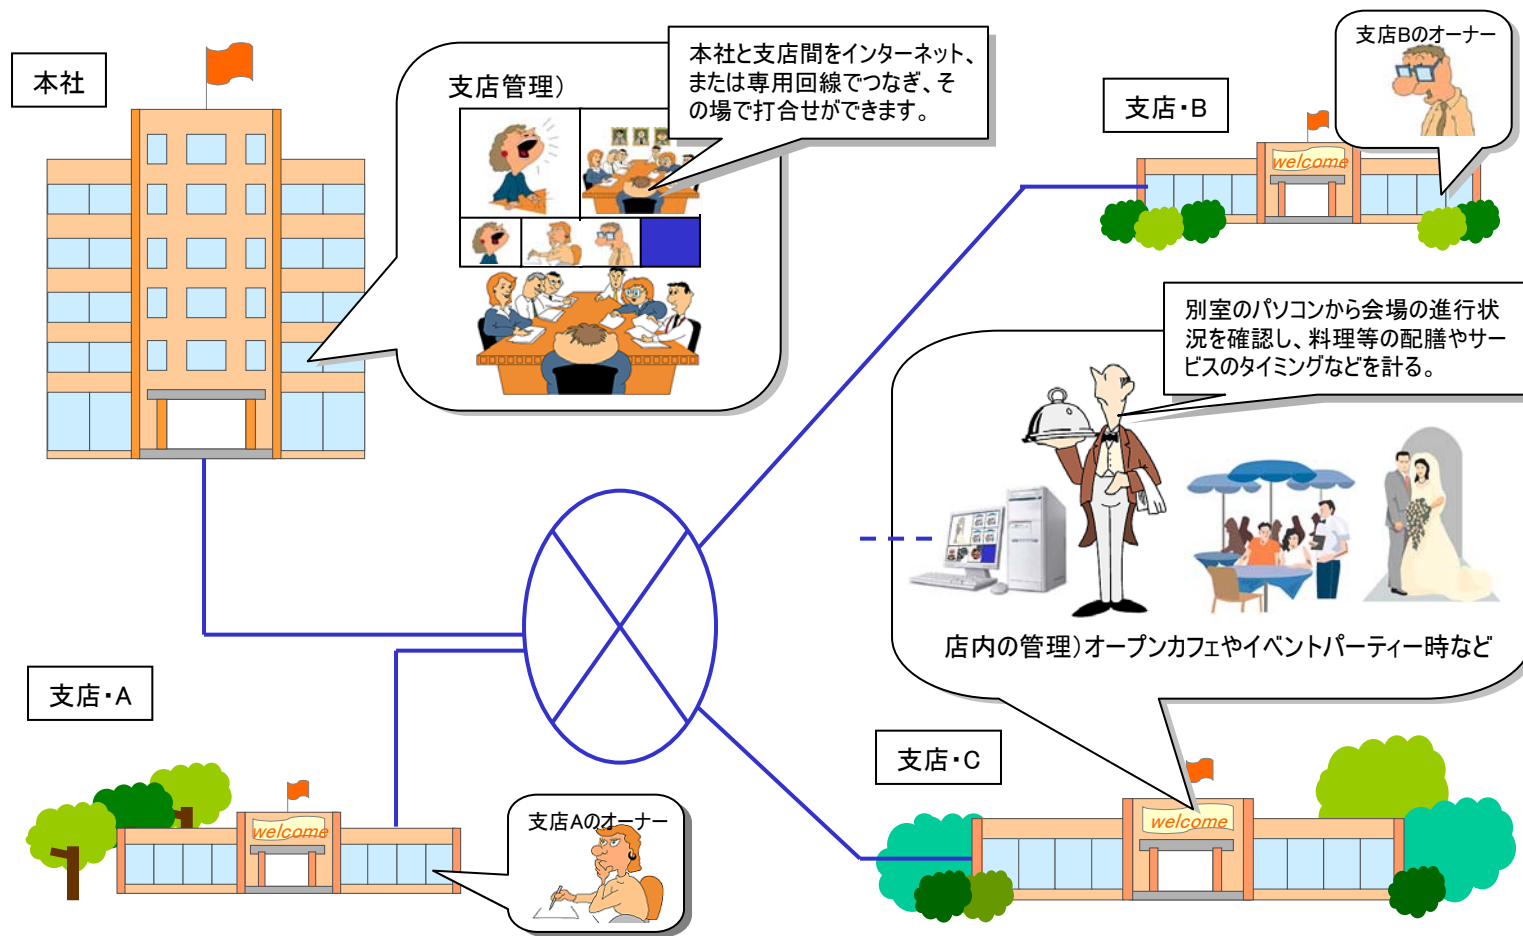 本社
支店管理）
本社と支店間をインターネット、
または専用回線でつなぎ、そ
の場で打合せができます。
支店・B
支店Bのオーナー
welcome
別室のパソコンから会場の進行状
況を確認し、料理等の配膳やサー
ビスのタイミングなどを計る。
店内の管理）オープンカフェやイベントパーティー時など
支店・A
welcome
支店Aのオーナー
支店・C
welcome